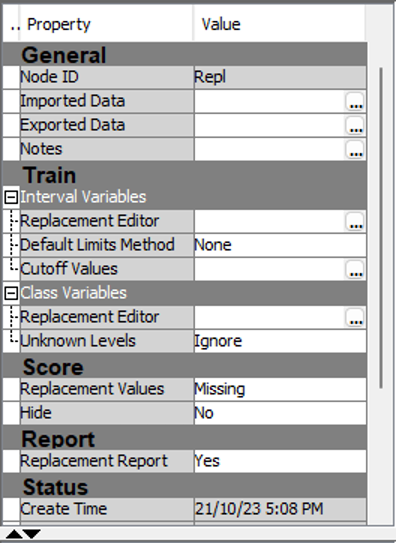 .. Property Value
General
Node ID Repl
Imported Data ...
Exported Data ...
Notes ...
Train
Interval Variables
Replacement Editor ...
Default Limits Method None
Cutoff Values ...
Class Variables
Replacement Editor ...
Unknown Levels Ignore
Score
Replacement Values Missing
Hide No
Report
Replacement Report Yes
Status
Create Time 21/10/23 5:08 PM